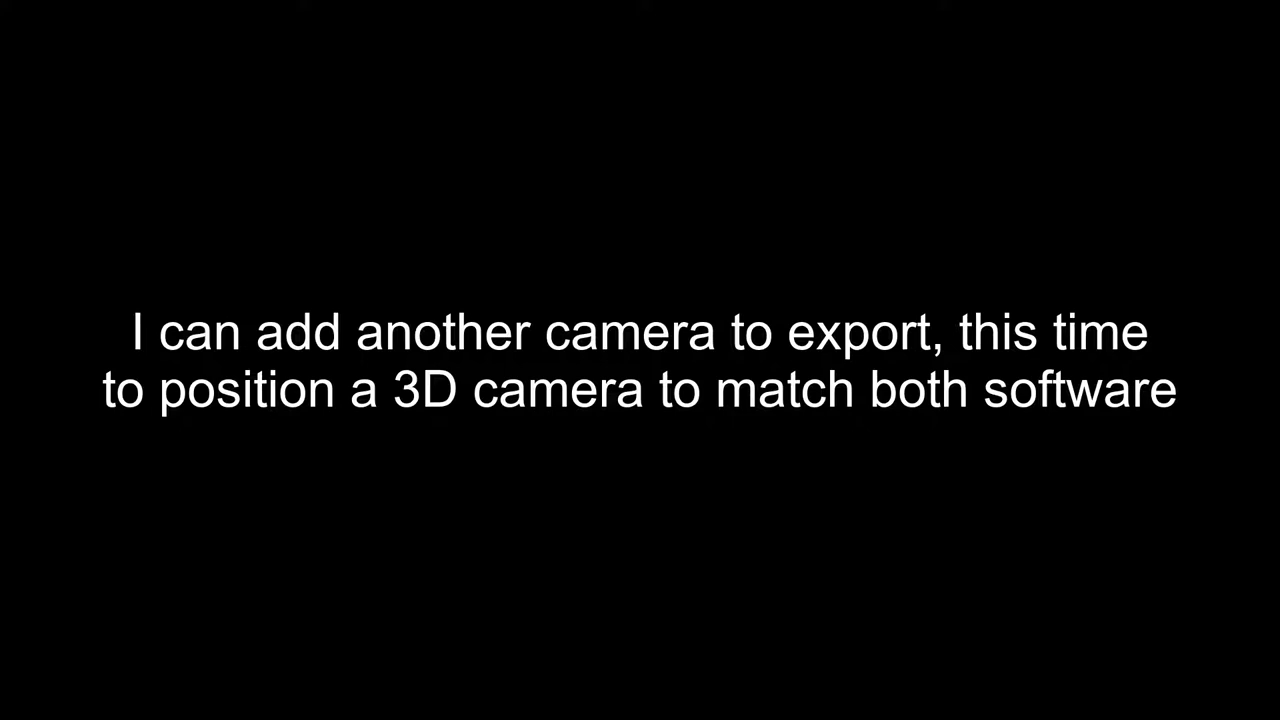 I can add another camera to export, this time
to position a 3D camera to match both software